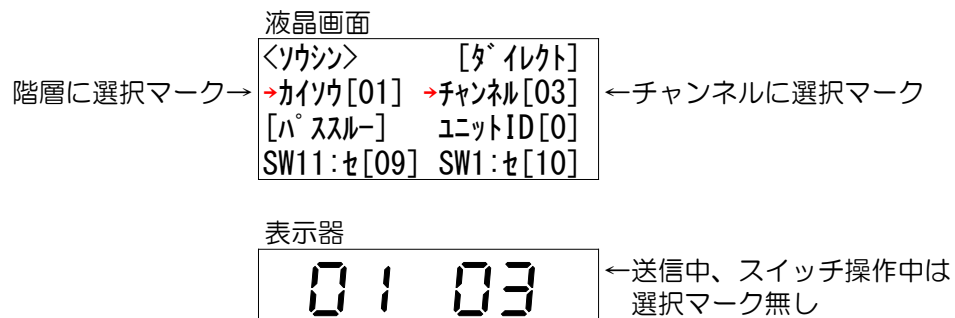 液晶画面
<ソウシン> [ダイレクト]
階層に選択マーク→ →カイソウ[01] →チャンネル[03] ←チャンネルに選択マーク
[パススルー] ユニットID[0]
SW11:セ[09] SW1:セ[10]
表示器
01 03 ←送信中、スイッチ操作中は
選択マーク無し